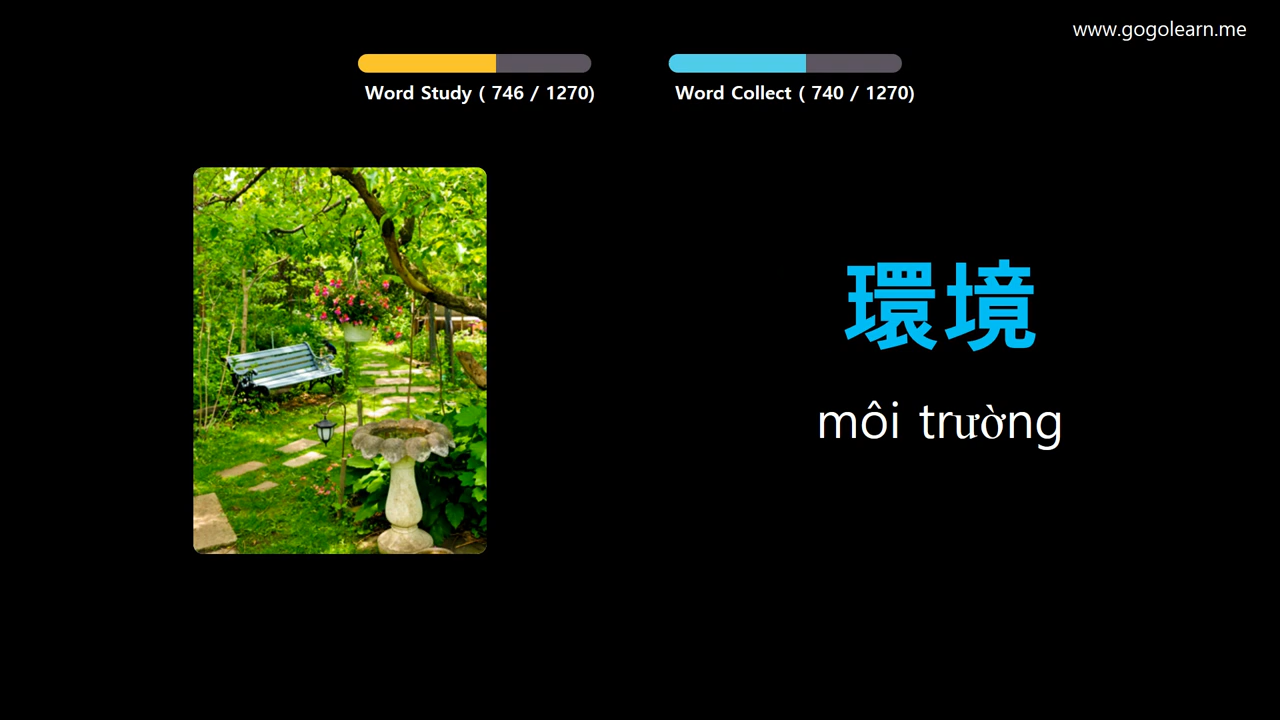 www.gogolearn.me
Word Study ( 746 / 1270)
Word Collect ( 740 / 1270)
環境
môi trường